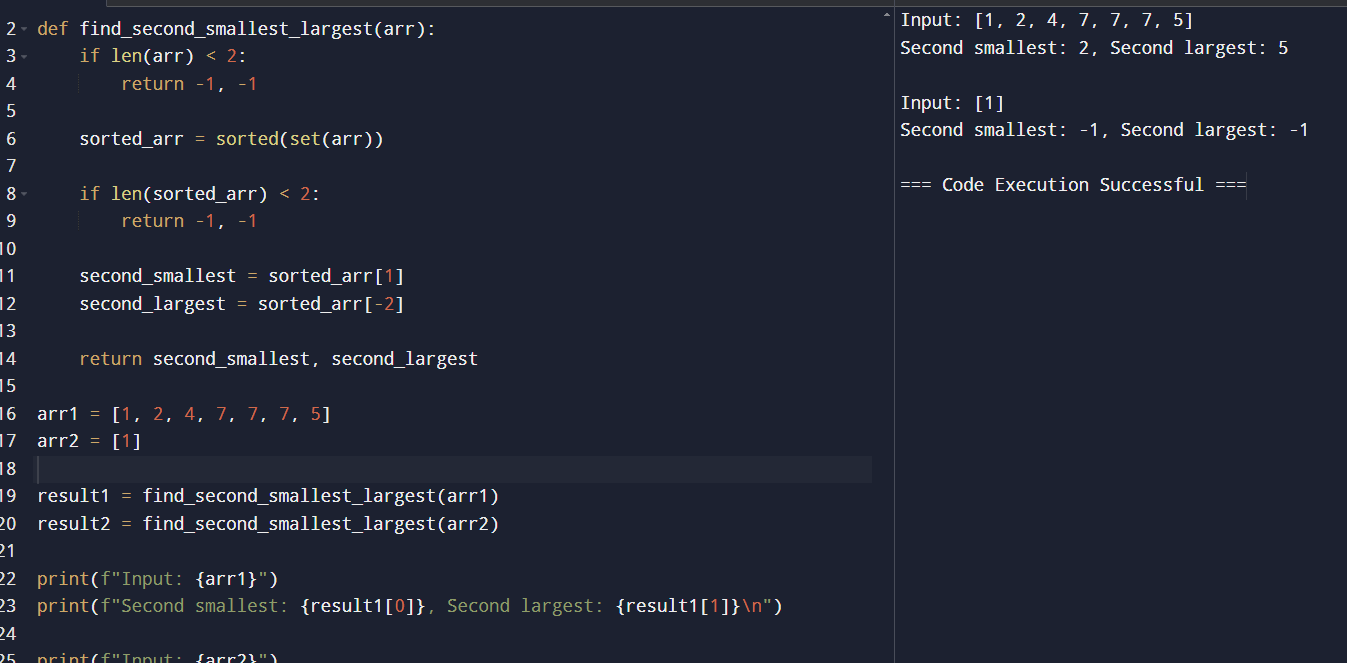 2 def find_second_smallest_largest(arr):
3     if len(arr) < 2:
4         return -1, -1
5
6     sorted_arr = sorted(set(arr))
7
8     if len(sorted_arr) < 2:
9         return -1, -1
10
11     second_smallest = sorted_arr[1]
12     second_largest = sorted_arr[-2]
13
14     return second_smallest, second_largest
15
16 arr1 = [1, 2, 4, 7, 7, 7, 5]
17 arr2 = [1]
18
19 result1 = find_second_smallest_largest(arr1)
20 result2 = find_second_smallest_largest(arr2)
21
22 print(f"Input: {arr1}")
23 print(f"Second smallest: {result1[0]}, Second largest: {result1[1]}\n")
24
25 print(f"Input: {arr2}")
Input: [1, 2, 4, 7, 7, 7, 5]
Second smallest: 2, Second largest: 5
Input: [1]
Second smallest: -1, Second largest: -1
=== Code Execution Successful ===